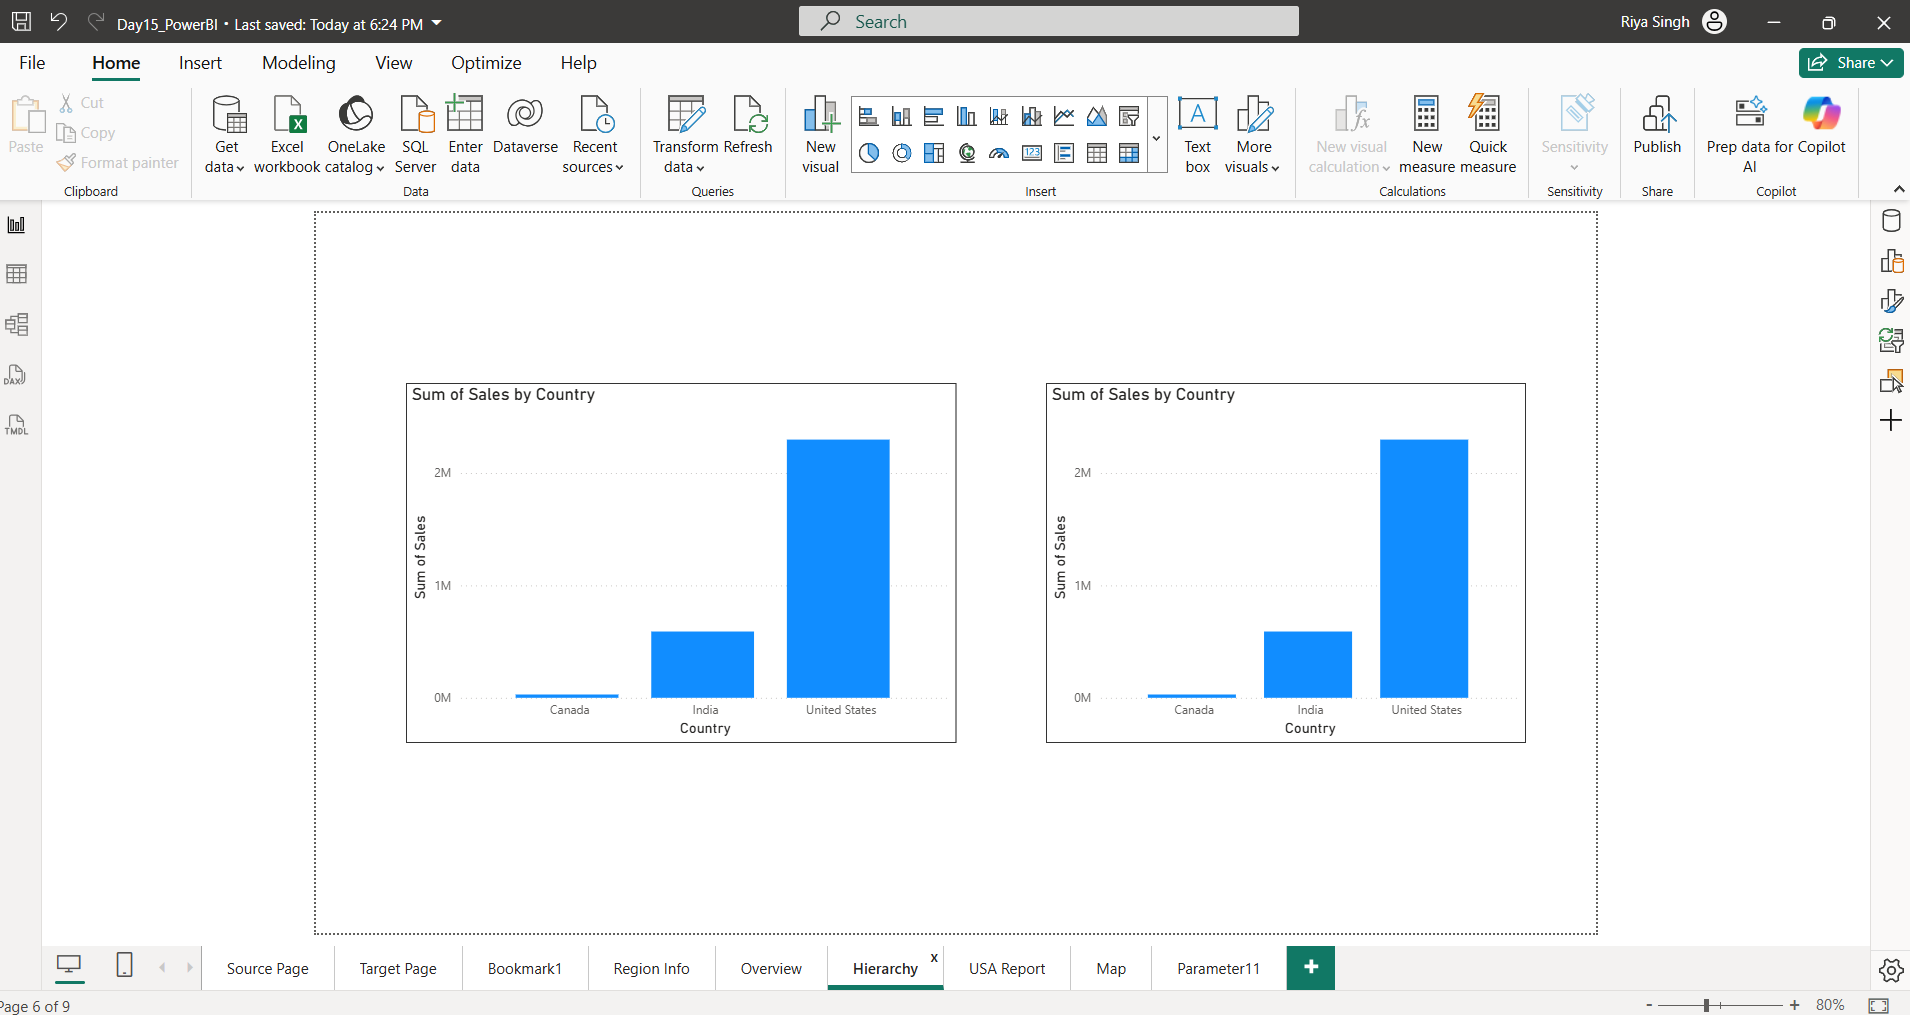 Day15_PowerBI • Last saved: Today at 6:24 PM
Search
Riya Singh
File
Home
Insert
Modeling
View
Optimize
Help
Share
Paste
Cut
Copy
Format painter
Clipboard
Get data
Excel workbook
OneLake catalog
SQL Server
Enter data
Dataverse
Recent sources
Data
Transform data
Refresh
Queries
New visual
123
Insert
A
Text box
More visuals
New visual calculation
New measure
Quick measure
Calculations
Sensitivity
Sensitivity
Publish
Share
Prep data for AI
Copilot
Copilot
DAX
TMDL
Sum of Sales by Country
Sum of Sales
2M
1M
0M
Canada
India
United States
Country
Sum of Sales by Country
Sum of Sales
2M
1M
0M
Canada
India
United States
Country
Source Page
Target Page
Bookmark1
Region Info
Overview
Hierarchy
x
USA Report
Map
Parameter11
+
Page 6 of 9
- + 80%